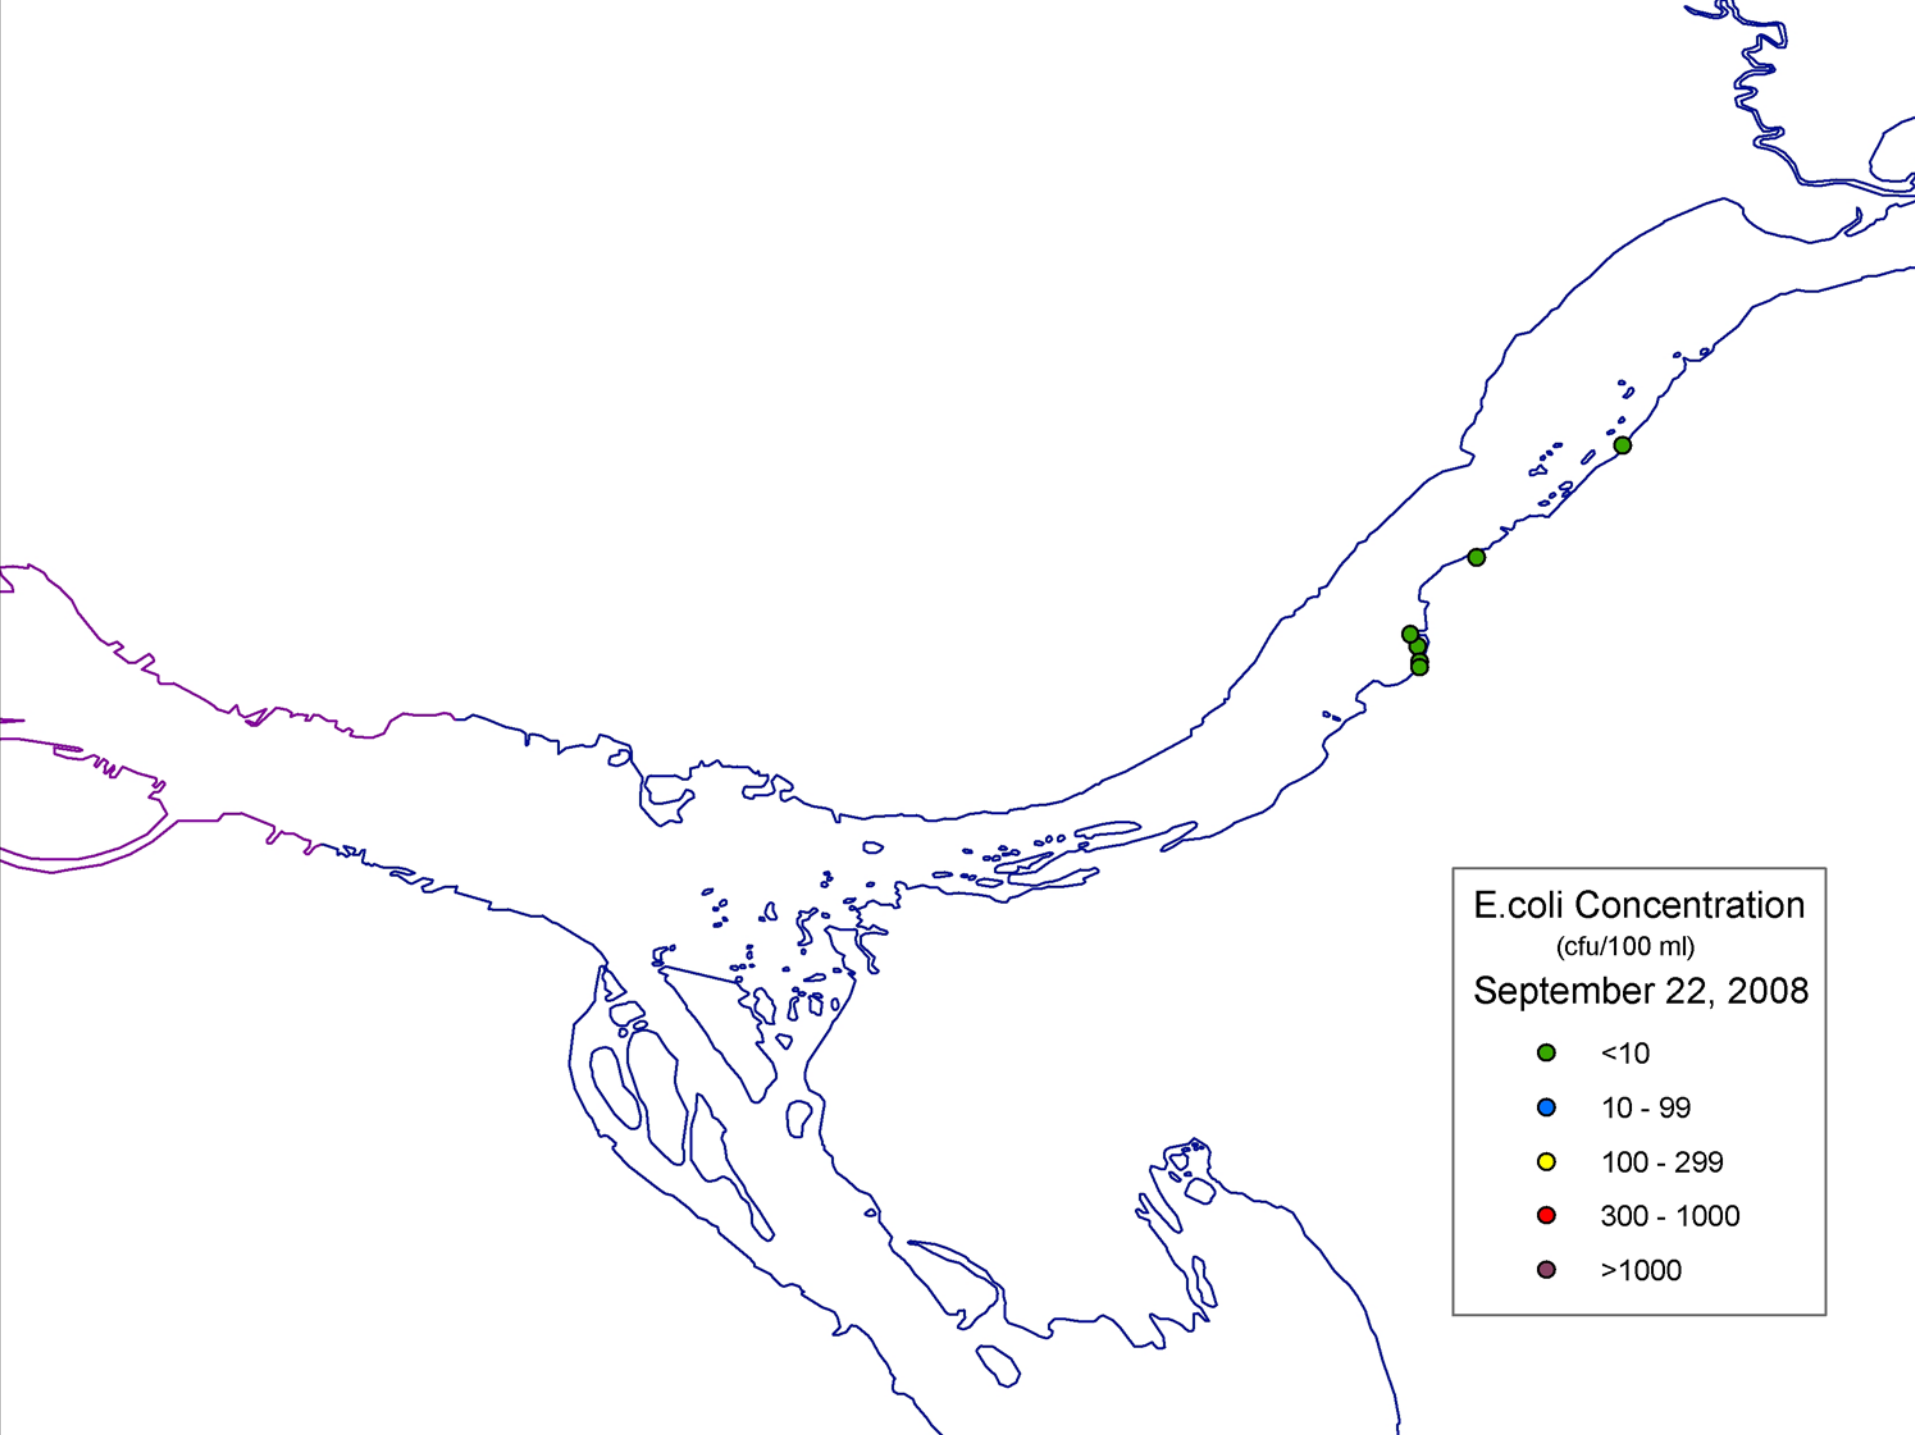 E.coli Concentration
(cfu/100 ml)
September 22, 2008
<10
10 - 99
100 - 299
300 - 1000
>1000